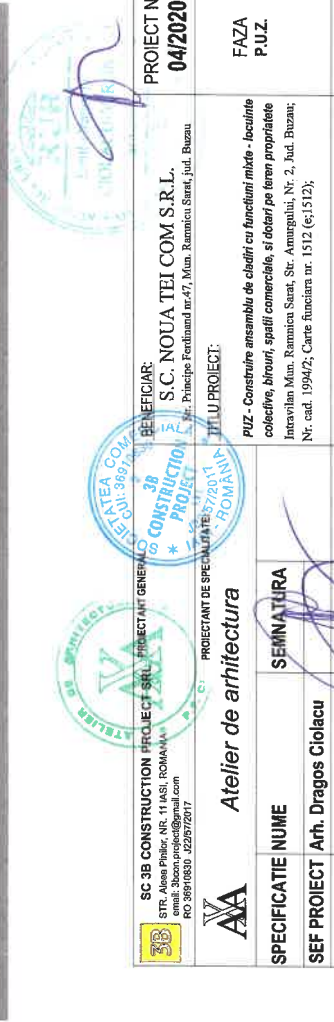 3B
SC 3B CONSTRUCTION PROJECT SRL
PROIECTANT GENERAL
STR. Aleea Pinilor, NR. 11 IASI, ROMANIA
email: 3bcon.project@gmail.com
RO 36910830 J22/57/2017
BENEFICIAR:
S.C. NOUA TEI COM S.R.L.
Str. Principe Ferdinand nr.47, Mun. Ramnicu Sarat, jud. Buzau
PROIECT N
04/2020
PROIECTANT DE SPECIALITATE:
Atelier de arhitectura
TITLU PROIECT:
PUZ - Construire ansamblu de cladiri cu functiuni mixte - locuinte
colective, birouri, spatii comerciale, si dotari pe teren proprietate
Intravilan Mun. Ramnicu Sarat, Str. Amurgului, Nr. 2, Jud. Buzau;
Nr. cad. 1994/2; Carte funciara nr. 1512 (e;1512);
FAZA
P.U.Z.
SPECIFICATIE NUME SEMNATURA
SEF PROIECT Arh. Dragos Ciolacu
3B
CONSTRUCTION
PROJECT
ROMÂNIA